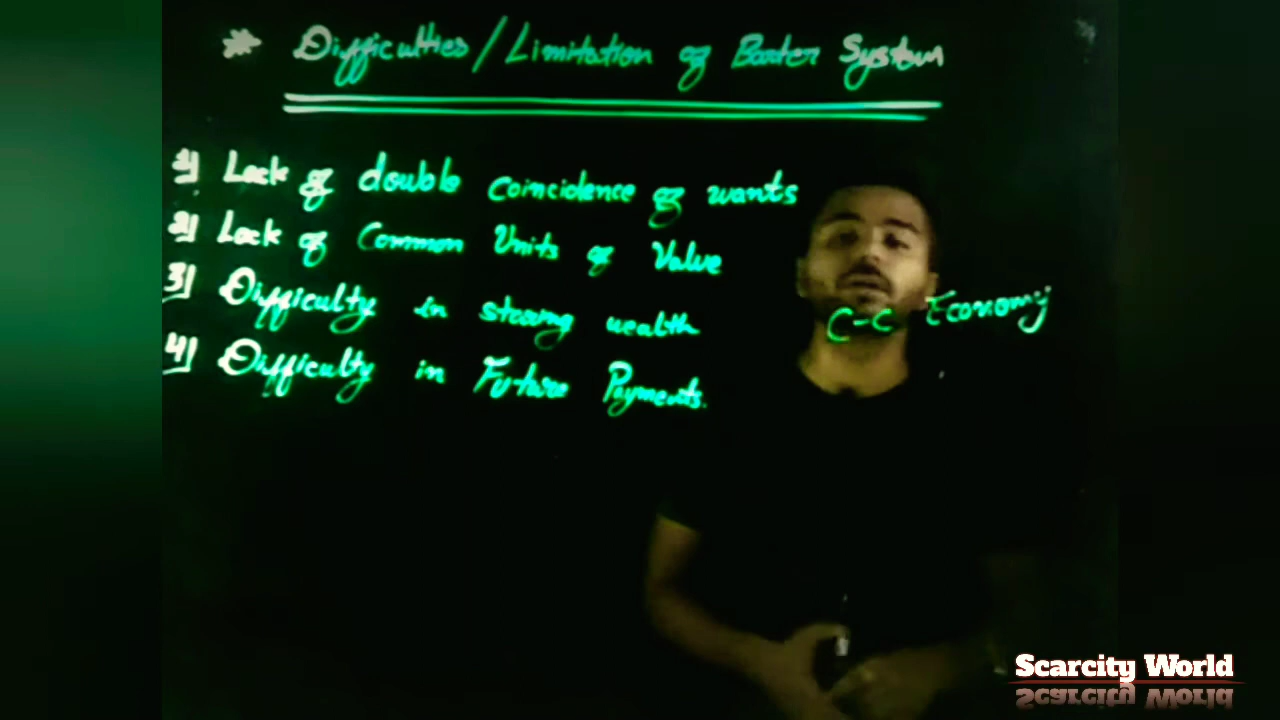 * Difficulties / Limitation of Barter System
1) Lack of double Coincidence of wants
2) Lack of Common Units of Value
3) Difficulty in storing wealth
4) Difficulty in Future Payments.
C-C Economy
Scarcity World